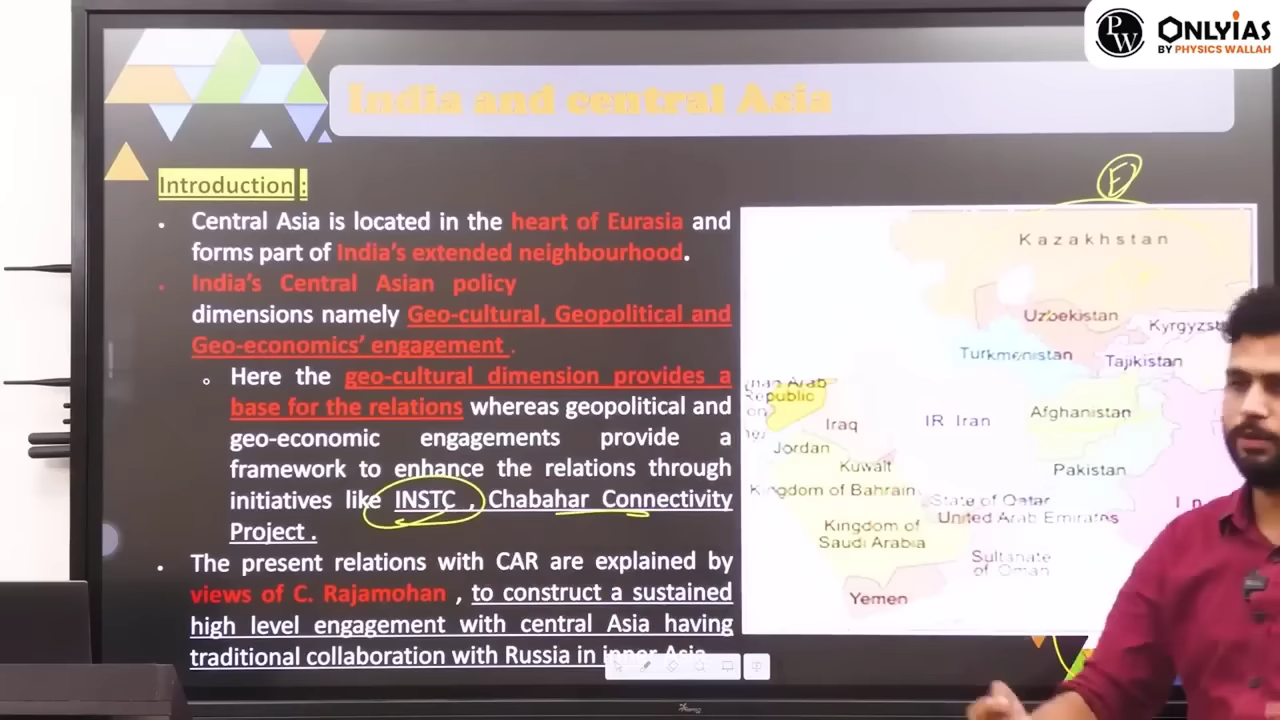 PW ONLYIAS
BY PHYSICS WALLAH
India and central Asia
Introduction :
Central Asia is located in the heart of Eurasia and
forms part of India's extended neighbourhood.
India's Central Asian policy
dimensions namely Geo-cultural, Geopolitical and
Geo-economics' engagement .
Here the geo-cultural dimension provides a
base for the relations whereas geopolitical and
geo-economic engagements provide a
framework to enhance the relations through
initiatives like INSTC , Chabahar Connectivity
Project .
The present relations with CAR are explained by
views of C. Rajamohan , to construct a sustained
high level engagement with central Asia having
traditional collaboration with Russia in inner Asia
E
Kazakhstan
Uzbekistan
Kyrgyzst
Turkmenistan
Tajikistan
Arab
Republic
Afghanistan
Iraq
IR Iran
Jordan
Kuwait
Pakistan
Kingdom of Bahrain
State of Qatar
In
United Arab Emirates
Kingdom of
Saudi Arabia
Sultanate
of Oman
Yemen